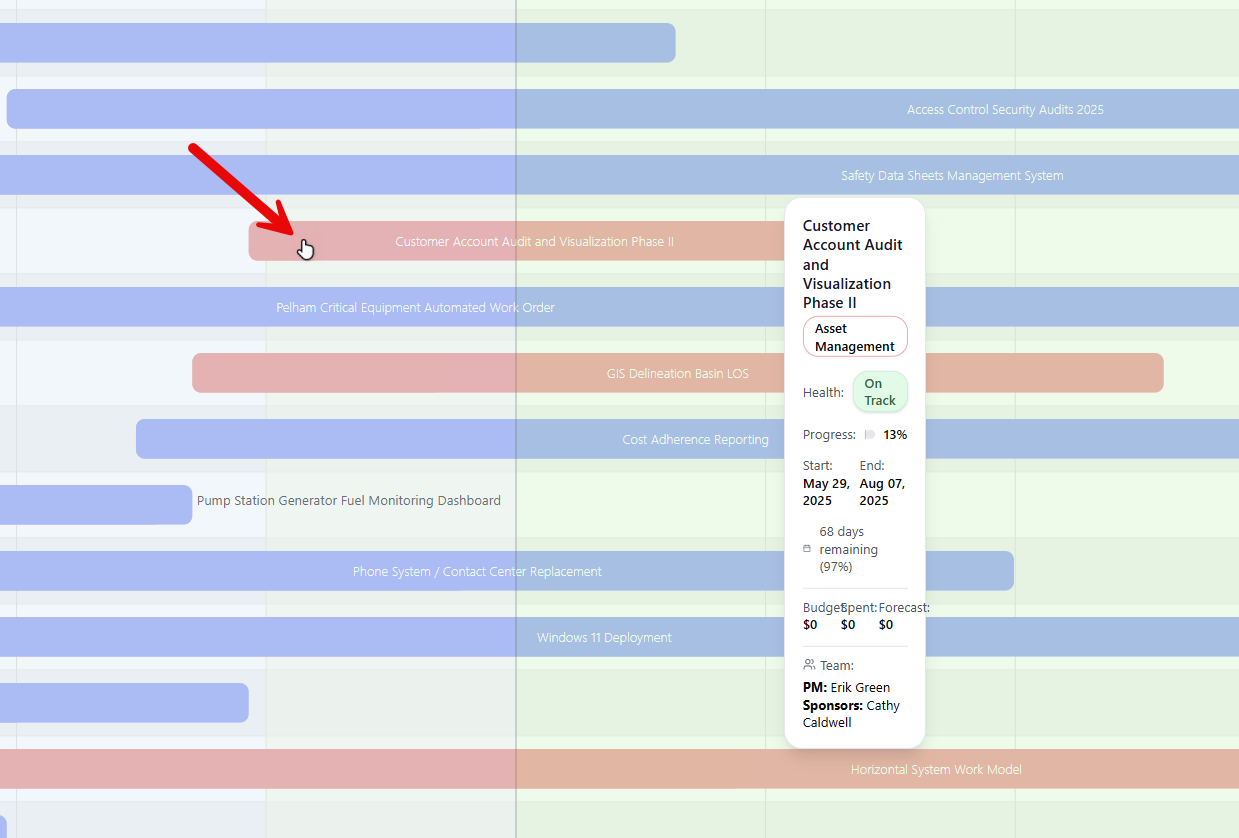 Access Control Security Audits 2025
Safety Data Sheets Management System
Customer Account Audit and Visualization Phase II
Pelham Critical Equipment Automated Work Order
GIS Delineation Basin LOS
Cost Adherence Reporting
Pump Station Generator Fuel Monitoring Dashboard
Phone System / Contact Center Replacement
Windows 11 Deployment
Horizontal System Work Model
Customer
Account Audit
and
Visualization
Phase II
Asset
Management
Health:
On
Track
Progress: 13%
Start: End:
May 29, Aug 07,
2025 2025
68 days
remaining
(97%)
Budget: Spent: Forecast:
$0 $0 $0
Team:
PM: Erik Green
Sponsors: Cathy
Caldwell